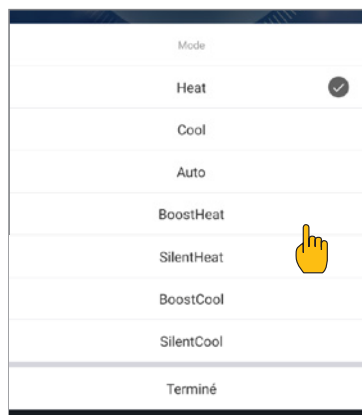 Mode
Heat
Cool
Auto
BoostHeat
SilentHeat
BoostCool
SilentCool
Terminé